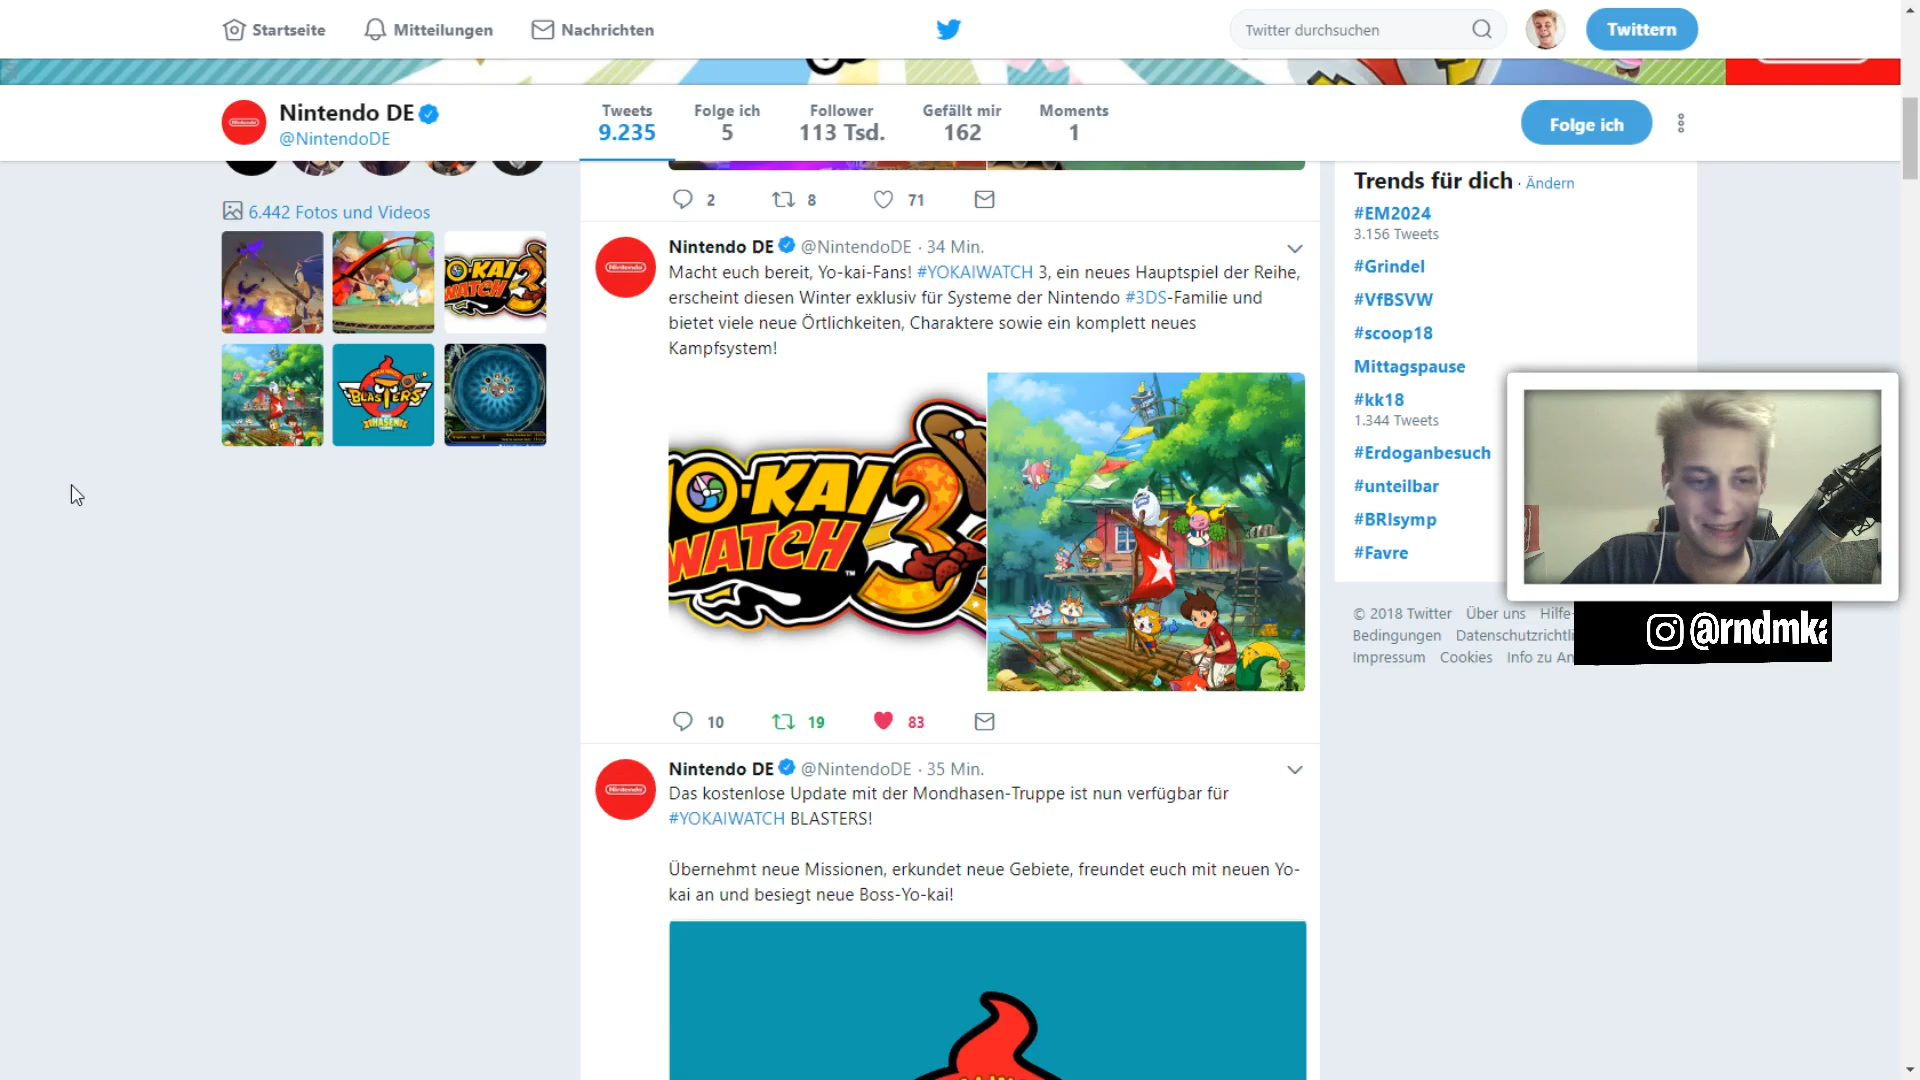 Startseite
Mitteilungen
Nachrichten
Twitter durchsuchen
Twittern
Nintendo DE
@NintendoDE
Tweets
9.235
Folge ich
5
Follower
113 Tsd.
Gefällt mir
162
Moments
1
Folge ich
6.442 Fotos und Videos
2
8
71
Nintendo DE @NintendoDE · 34 Min.
Macht euch bereit, Yo-kai-Fans! #YOKAIWATCH 3, ein neues Hauptspiel der Reihe,
erscheint diesen Winter exklusiv für Systeme der Nintendo #3DS-Familie und
bietet viele neue Örtlichkeiten, Charaktere sowie ein komplett neues
Kampfsystem!
YO-KAI
WATCH 3
™
10
19
83
Nintendo DE @NintendoDE · 35 Min.
Das kostenlose Update mit der Mondhasen-Truppe ist nun verfügbar für
#YOKAIWATCH BLASTERS!
Übernehmt neue Missionen, erkundet neue Gebiete, freundet euch mit neuen Yo-
kai an und besiegt neue Boss-Yo-kai!
Trends für dich · Ändern
#EM2024
3.156 Tweets
#Grindel
#VfBSVW
#scoop18
Mittagspause
#kk18
1.344 Tweets
#Erdoganbesuch
#unteilbar
#BRIsymp
#Favre
© 2018 Twitter Über uns Hilfe-
Bedingungen Datenschutzrichtli
Impressum Cookies Info zu An
@rndmka